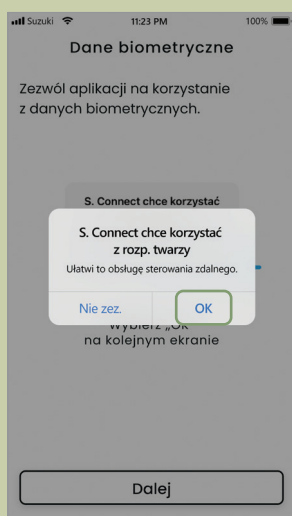 Suzuki 11:23 PM 100%
Dane biometryczne
Zezwól aplikacji na korzystanie
z danych biometrycznych.
S. Connect chce korzystać
S. Connect chce korzystać
z rozp. twarzy
Ułatwi to obsługę sterowania zdalnego.
Nie zez. OK
Wybierz „OK”
na kolejnym ekranie
Dalej